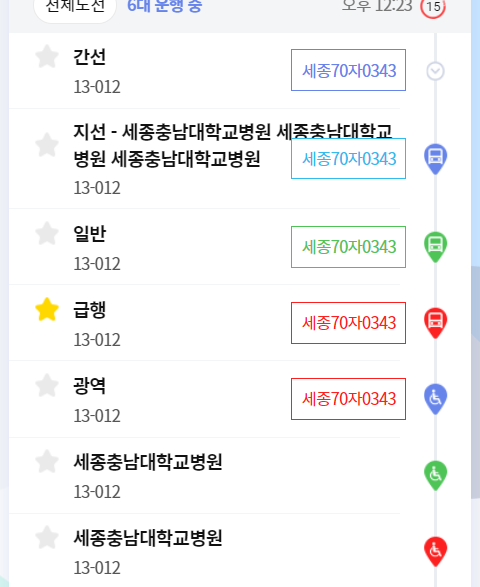 전체노선 6대 운행 중 오후 12:23 15
간선
13-012
세종70자0343
지선 - 세종충남대학교병원 세종충남대학교
병원 세종충남대학교병원
13-012
세종70자0343
일반
13-012
세종70자0343
급행
13-012
세종70자0343
광역
13-012
세종70자0343
세종충남대학교병원
13-012
세종충남대학교병원
13-012